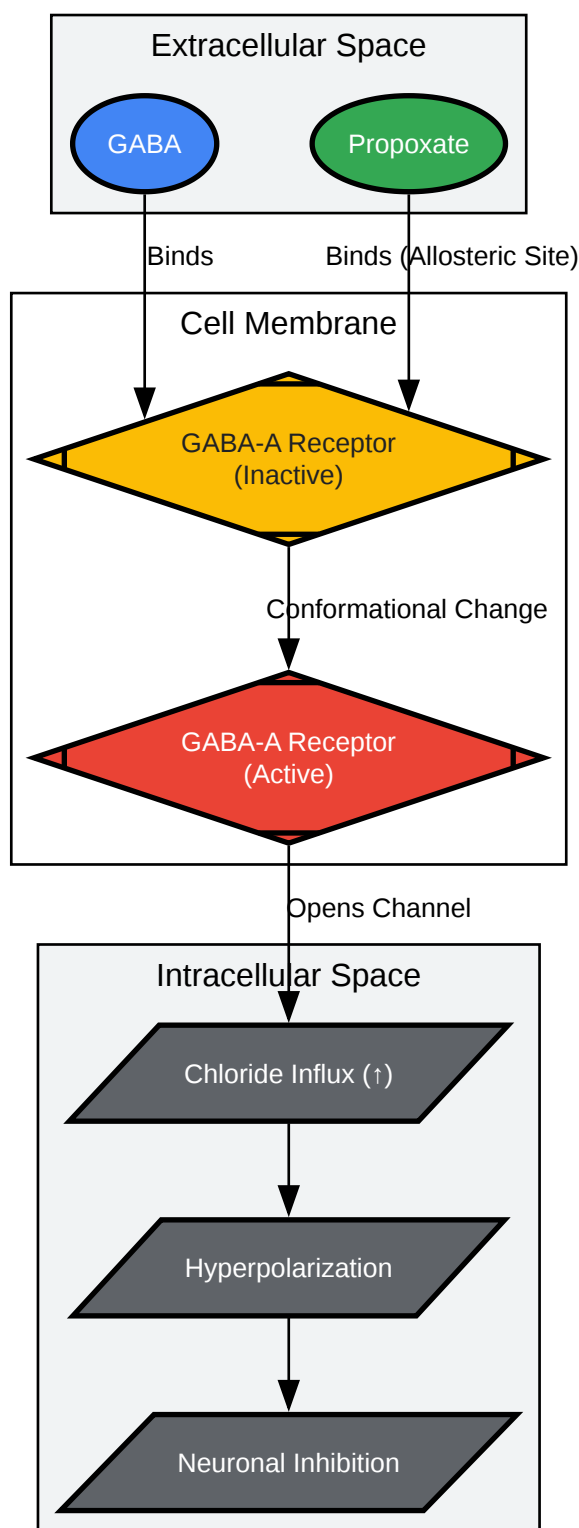 Extracellular Space
GABA
Propoxate
Binds
Binds (Allosteric Site)
Cell Membrane
GABA-A Receptor
(Inactive)
Conformational Change
GABA-A Receptor
(Active)
Opens Channel
Intracellular Space
Chloride Influx (↑)
Hyperpolarization
Neuronal Inhibition